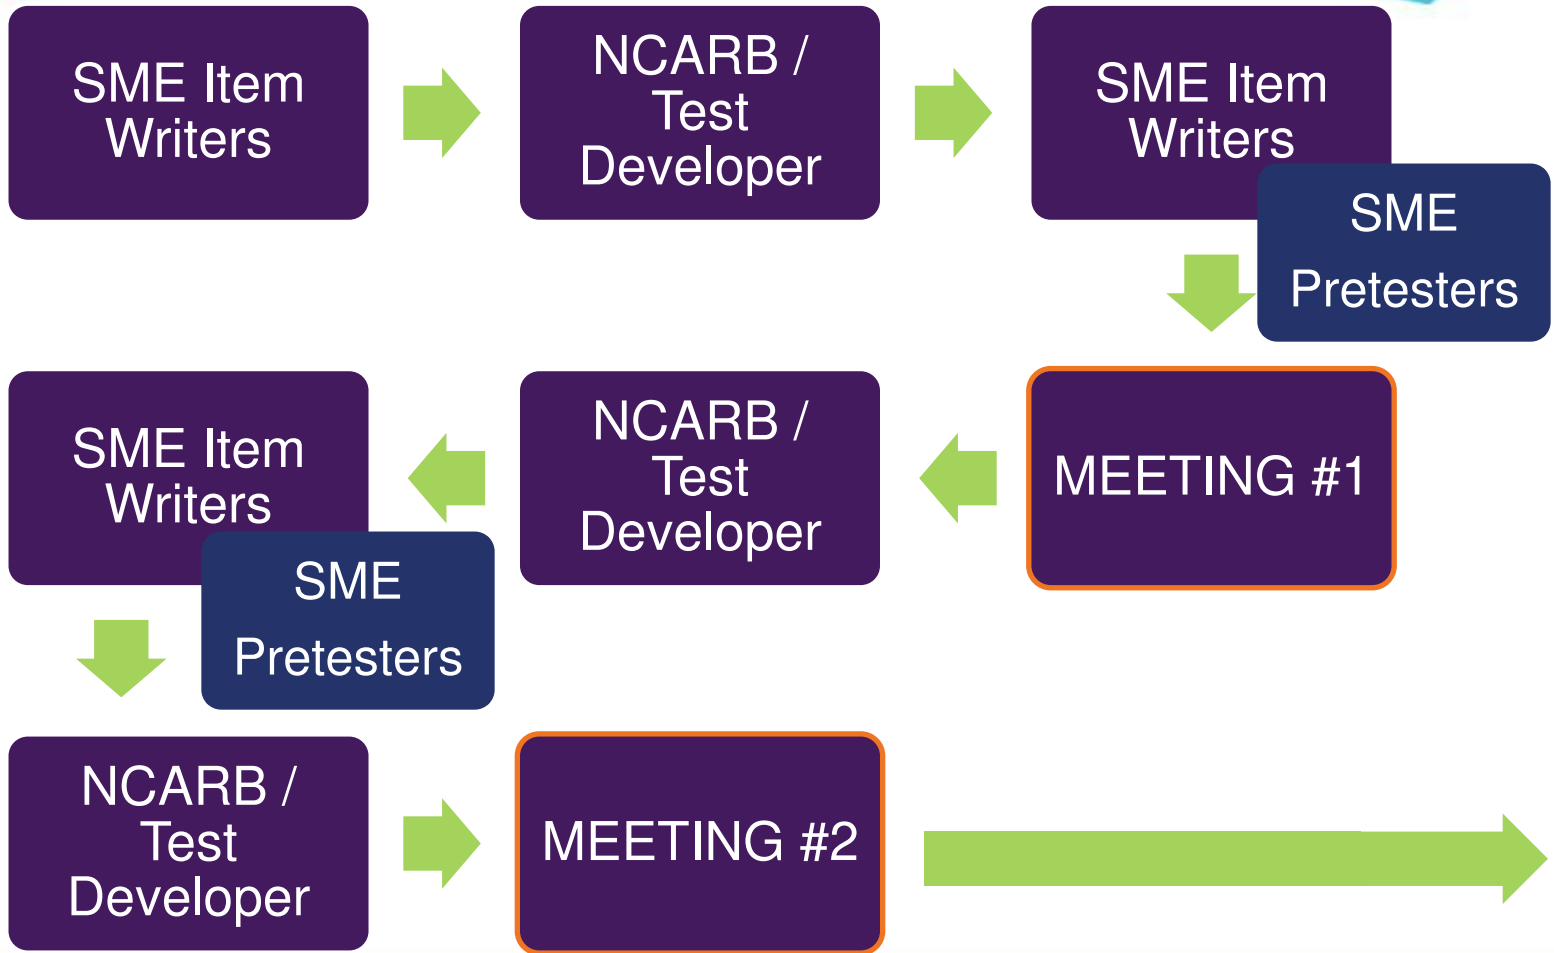 SME Item
Writers
NCARB /
Test
Developer
SME Item
Writers
SME
Pretesters
MEETING #1
NCARB /
Test
Developer
SME Item
Writers
SME
Pretesters
NCARB /
Test
Developer
MEETING #2